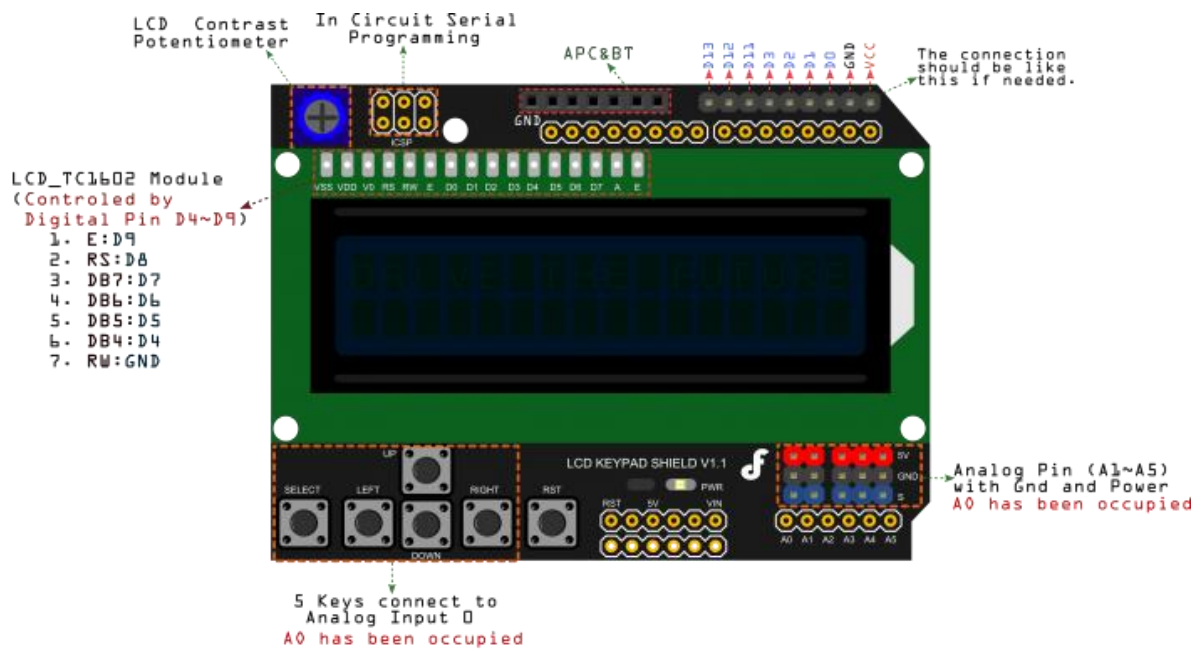 LCD Contrast
Potentiometer
In Circuit Serial
Programming
APC&BT
D13
D12
D11
D3
D2
D1
D0
GND
VCC
The connection
should be like
this if needed.
GND
ICSP
VSS VDD V0 RS RW E D0 D1 D2 D3 D4 D5 D6 D7 A E
LCD_TC1602 Module
(Controled by
Digital Pin D4~D9)
1. E:D9
2. RS:D8
3. DB7:D7
4. DB6:D6
5. DB5:D5
6. DB4:D4
7. RW:GND
UP
SELECT LEFT RIGHT RST
DOWN
LCD KEYPAD SHIELD V1.1
PWR
RST 5V VIN
5V
GND
S
A0 A1 A2 A3 A4 A5
Analog Pin (A1~A5)
with Gnd and Power
A0 has been occupied
5 Keys connect to
Analog Input 0
A0 has been occupied